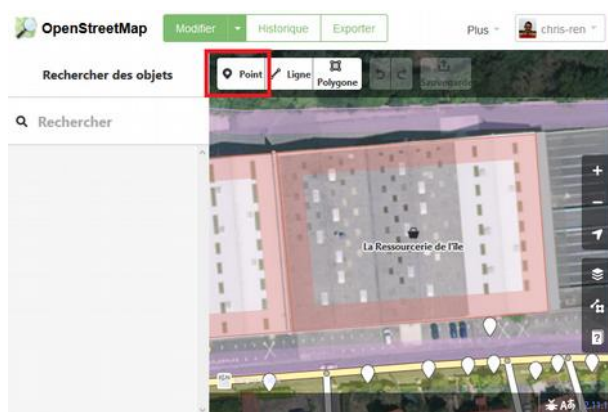 OpenStreetMap Modifier Historique Exporter Plus chris-ren
Rechercher des objets Point Ligne Polygone Sauvegarder
Rechercher
La Ressourcerie de l'île